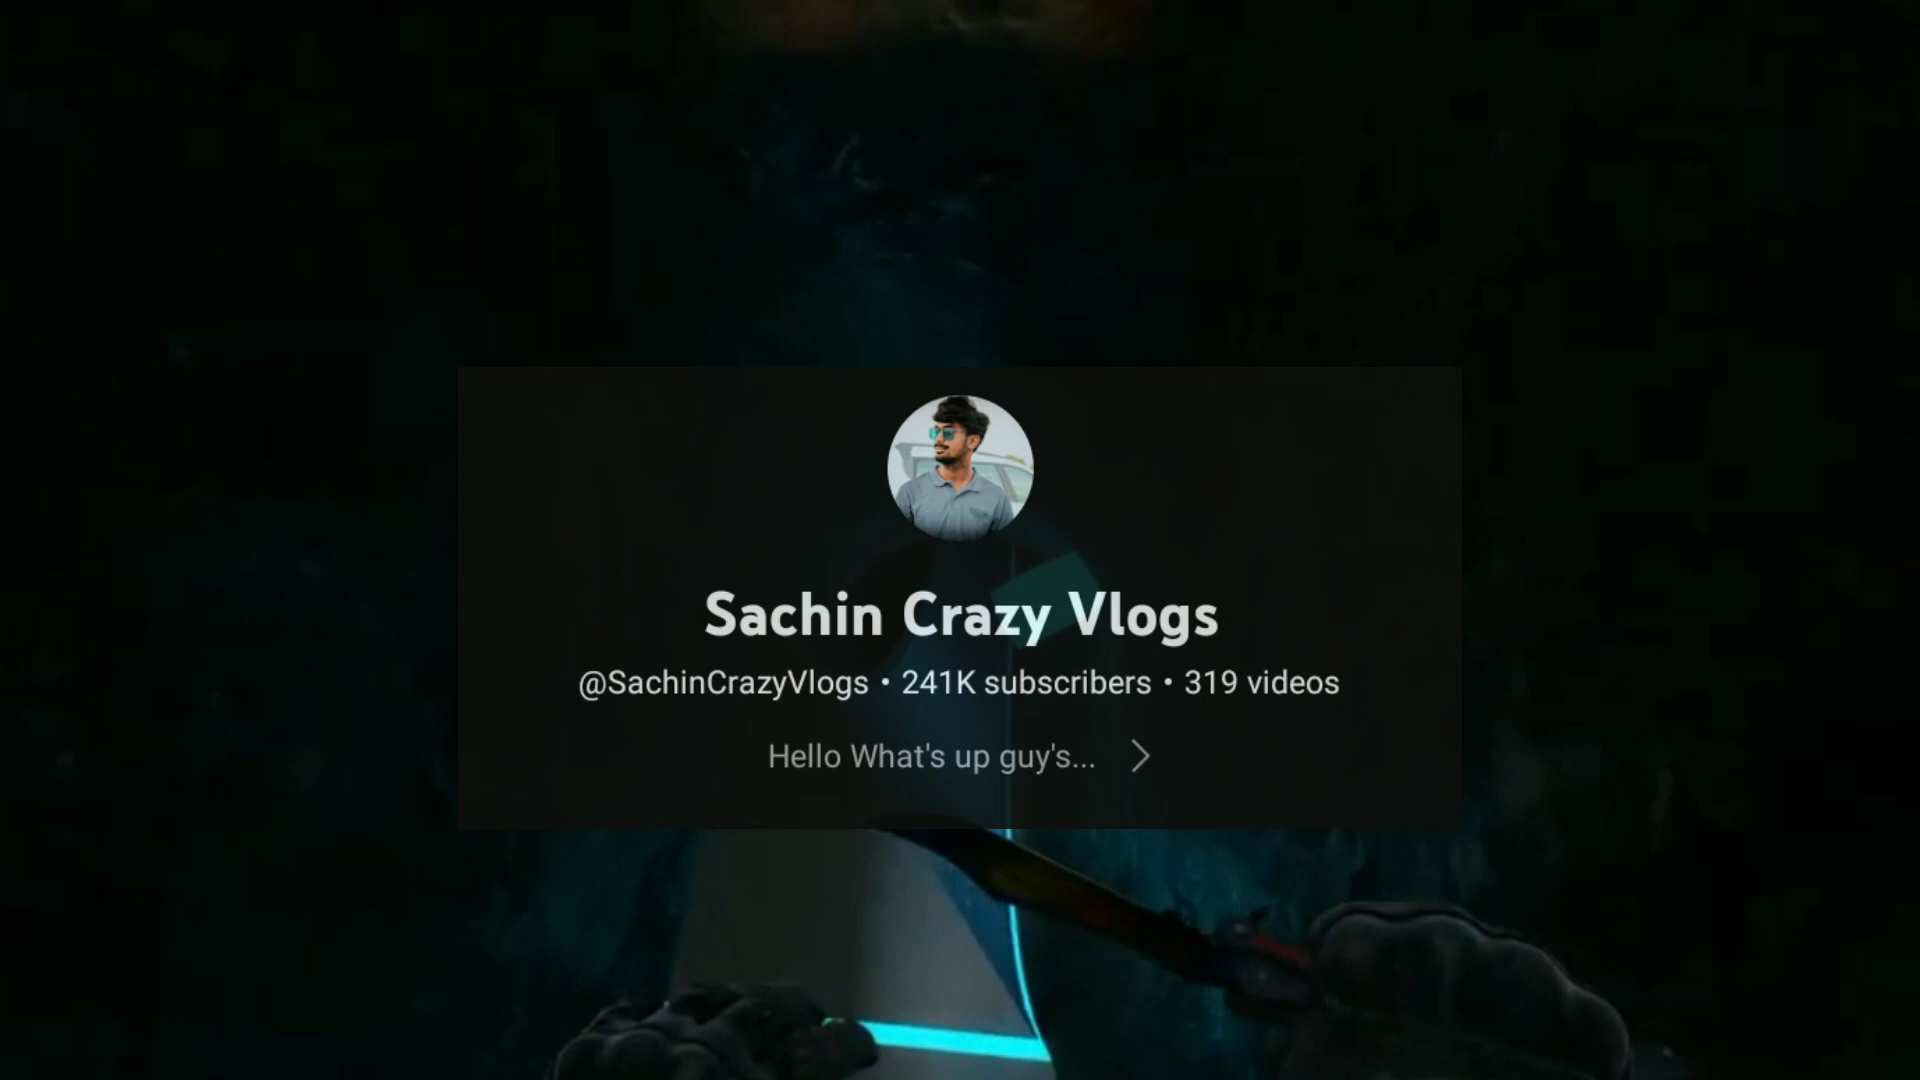 Sachin Crazy Vlogs
@SachinCrazyVlogs • 241K subscribers • 319 videos
Hello What's up guy's...